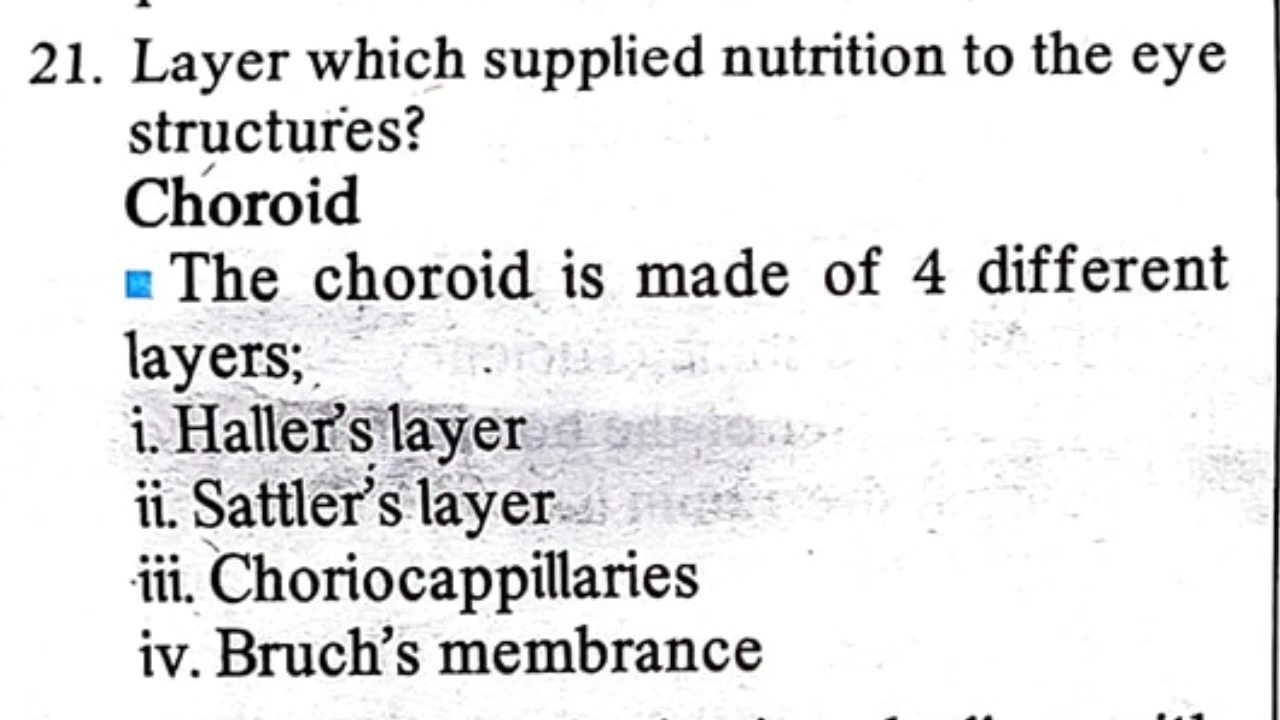 21. Layer which supplied nutrition to the eye
structures?
Choroid
■ The choroid is made of 4 different
layers;
i. Haller's layer
ii. Sattler's layer
iii. Choriocappillaries
iv. Bruch's membrance